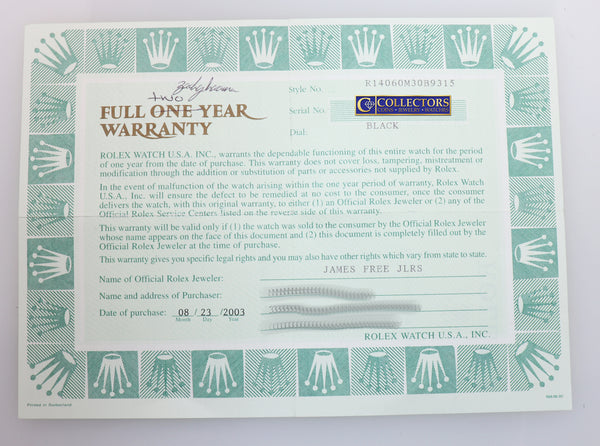 Style No. R14060M30B9315
two
FULL ONE YEAR
WARRANTY
Serial No. COLLECTORS
COINS • JEWELRY • WATCHES
Dial: BLACK
ROLEX WATCH U.S.A. INC., warrants the dependable functioning of this entire watch for the period
of one year from the date of purchase. This warranty does not cover loss, tampering, mistreatment or
modification through the addition or substitution of parts or accessories not supplied by Rolex.
In the event of malfunction of the watch arising within the one year period of warranty, Rolex Watch
U.S.A., Inc. will ensure the defect to be remedied at no cost to the consumer, once the consumer
delivers the watch, with this original warranty, to either (1) an Official Rolex Jeweler or (2) any of the
Official Rolex Service Centers listed on the reverse side of this warranty.
This warranty will be valid only if (1) the watch was sold to the consumer by the Official Rolex Jeweler
whose name appears on the face of this document and (2) this document is completely filled out by the
Official Rolex Jeweler at the time of purchase.
This warranty gives you specific legal rights and you may also have other rights which vary from state to state.
Name of Official Rolex Jeweler: JAMES FREE JLRS
Name and address of Purchaser:
Date of purchase: 08 / 23 / 2003
Month Day Year
ROLEX WATCH U.S.A., INC.
Printed in Switzerland